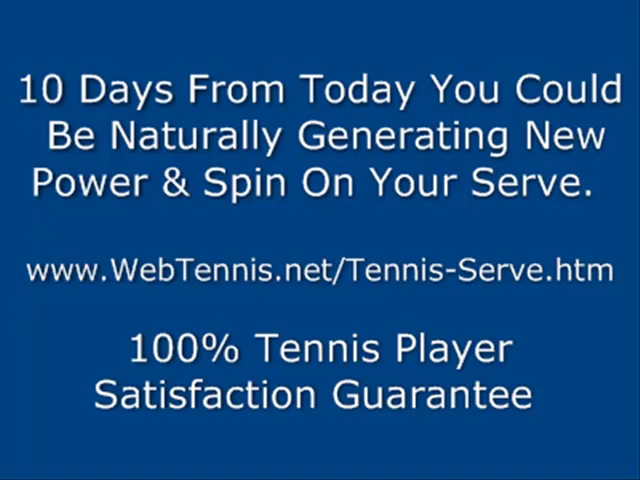 10 Days From Today You Could
Be Naturally Generating New
Power & Spin On Your Serve.
www.WebTennis.net/Tennis-Serve.htm
100% Tennis Player
Satisfaction Guarantee